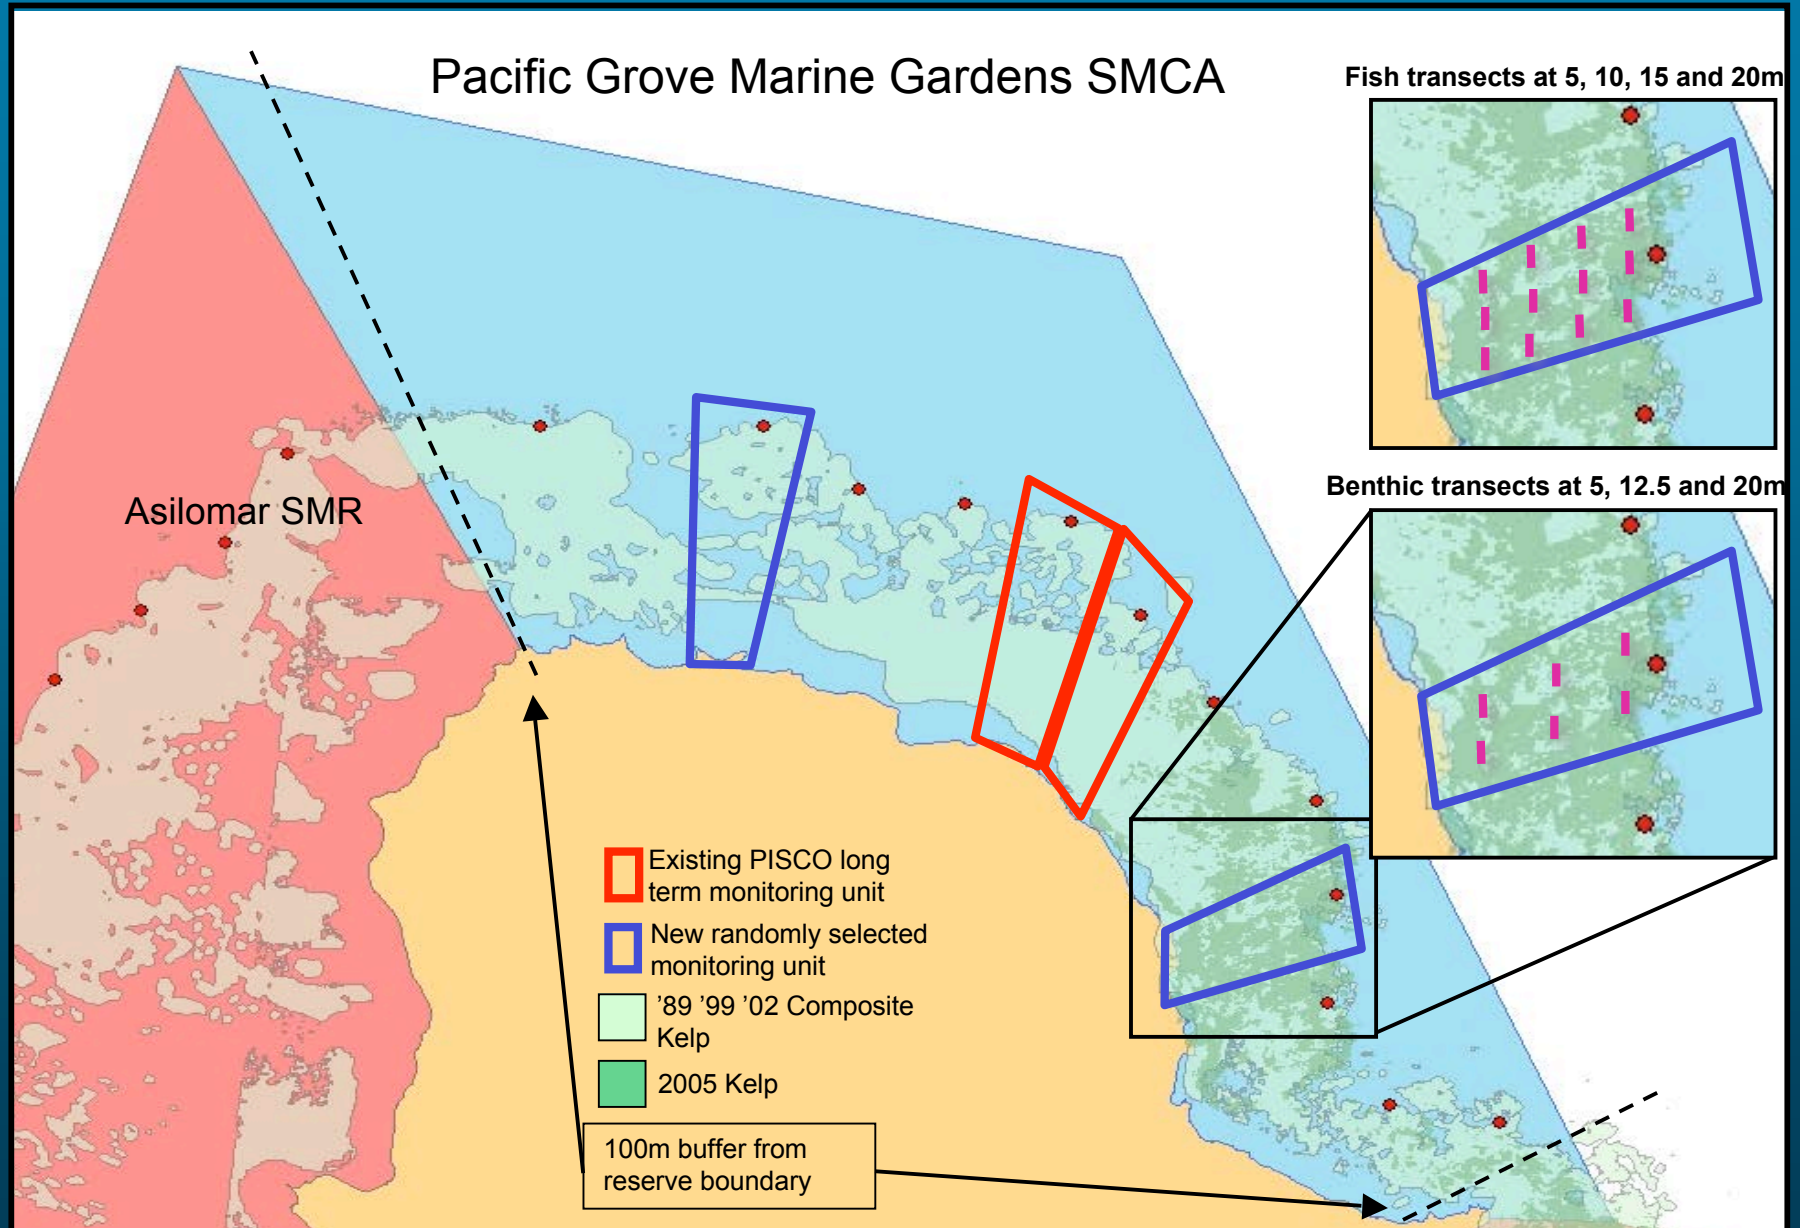 Pacific Grove Marine Gardens SMCA
Fish transects at 5, 10, 15 and 20m
Benthic transects at 5, 12.5 and 20m
Asilomar SMR
Existing PISCO long
term monitoring unit
New randomly selected
monitoring unit
’89 ’99 ’02 Composite
Kelp
2005 Kelp
100m buffer from
reserve boundary